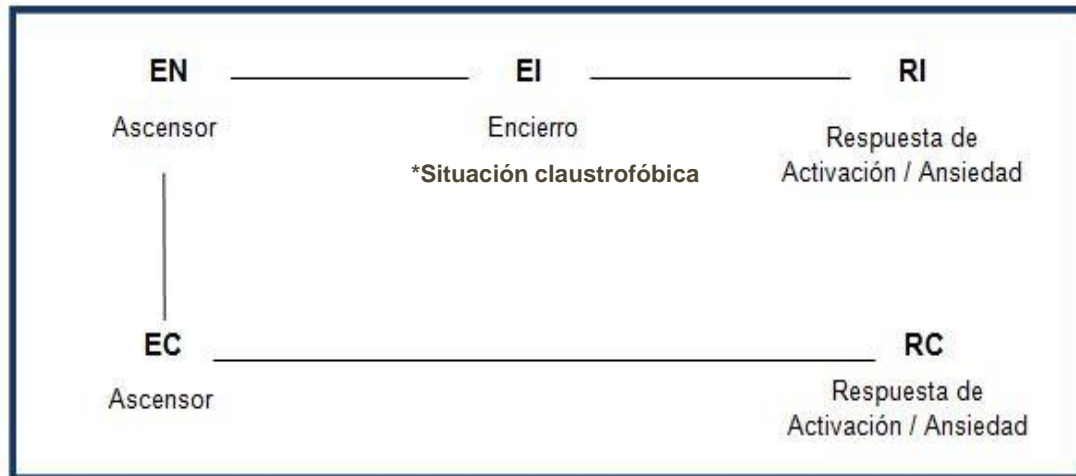 EN EI RI
Ascensor Encierro Respuesta de
Activación / Ansiedad
*Situación claustrofóbica
EC RC
Ascensor Respuesta de
Activación / Ansiedad